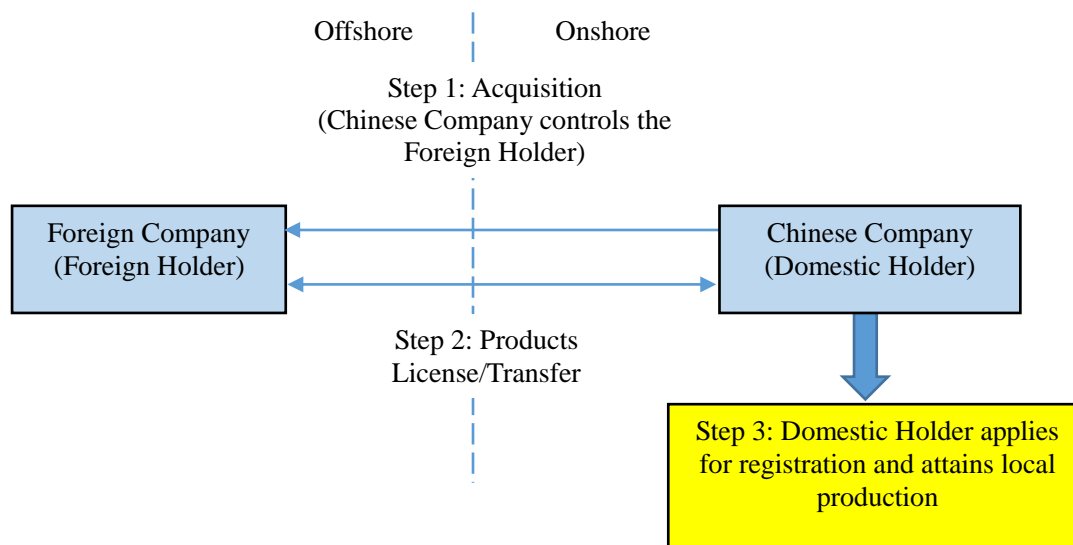 Offshore
Onshore
Step 1: Acquisition
(Chinese Company controls the
Foreign Holder)
Foreign Company
(Foreign Holder)
Chinese Company
(Domestic Holder)
Step 2: Products
License/Transfer
Step 3: Domestic Holder applies
for registration and attains local
production